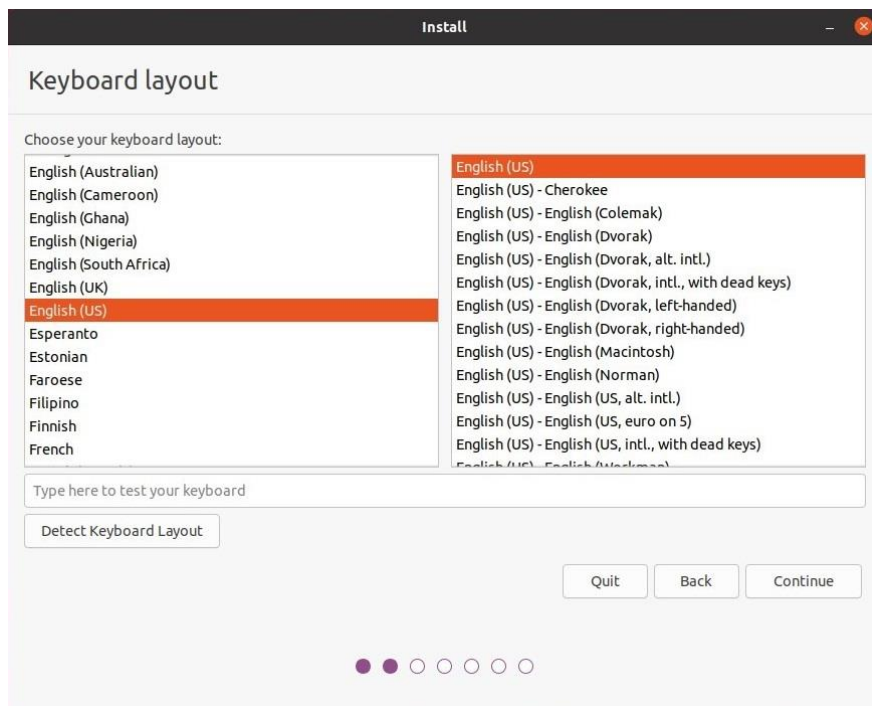 Install
Keyboard layout
Choose your keyboard layout:
English (Australian)
English (Cameroon)
English (Ghana)
English (Nigeria)
English (South Africa)
English (UK)
English (US)
Esperanto
Estonian
Faroese
Filipino
Finnish
French
English (US)
English (US) - Cherokee
English (US) - English (Colemak)
English (US) - English (Dvorak)
English (US) - English (Dvorak, alt. intl.)
English (US) - English (Dvorak, intl., with dead keys)
English (US) - English (Dvorak, left-handed)
English (US) - English (Dvorak, right-handed)
English (US) - English (Macintosh)
English (US) - English (Norman)
English (US) - English (US, alt. intl.)
English (US) - English (US, euro on 5)
English (US) - English (US, intl., with dead keys)
English (US) - English (Workman)
Type here to test your keyboard
Detect Keyboard Layout
Quit Back Continue